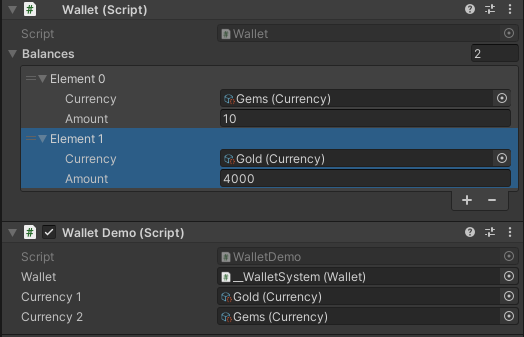 Wallet (Script)
Script Wallet
Balances 2
Element 0
Currency Gems (Currency)
Amount 10
Element 1
Currency Gold (Currency)
Amount 4000
+ −
Wallet Demo (Script)
Script WalletDemo
Wallet __WalletSystem (Wallet)
Currency 1 Gold (Currency)
Currency 2 Gems (Currency)